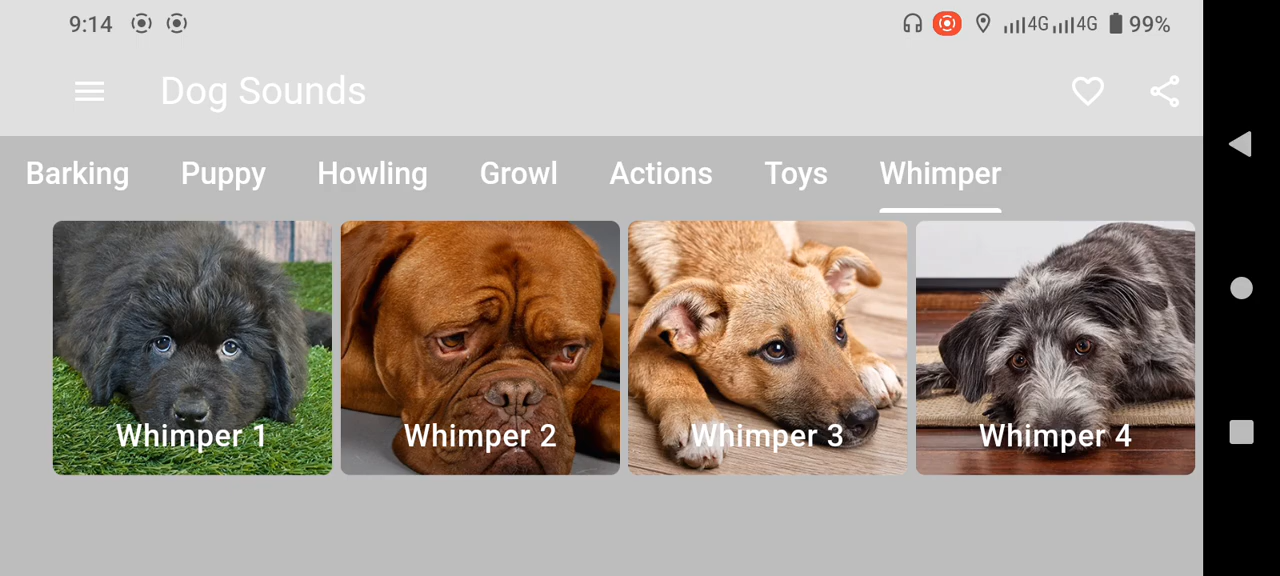 9:14 4G 4G 99%
Dog Sounds
Barking Puppy Howling Growl Actions Toys Whimper
Whimper 1 Whimper 2 Whimper 3 Whimper 4